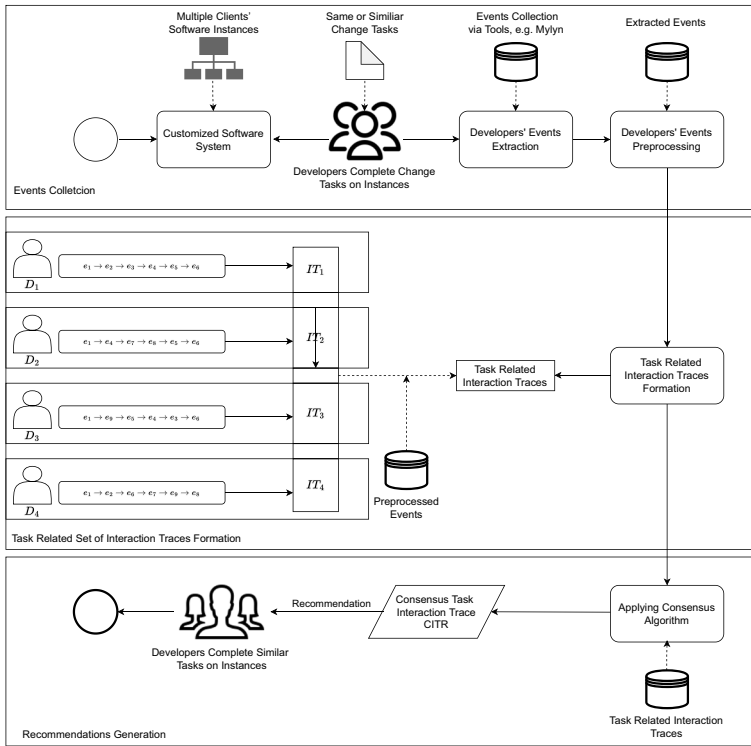 Multiple Clients'
Software Instances
Same or Similiar
Change Tasks
Events Collection
via Tools, e.g. Mylyn
Extracted Events
Customized Software
System
Developers Complete Change
Tasks on Instances
Developers' Events
Extraction
Developers' Events
Preprocessing
Events Colletcion
D₁
e₁ → e₂ → e₃ → e₄ → e₅ → e₆
IT₁
D₂
e₁ → e₄ → e₇ → e₈ → e₅ → e₆
IT₂
Task Related
Interaction Traces
Task Related
Interaction Traces
Formation
D₃
e₁ → e₉ → e₅ → e₄ → e₃ → e₆
IT₃
D₄
e₁ → e₂ → e₆ → e₇ → e₉ → e₈
IT₄
Preprocessed
Events
Task Related Set of Interaction Traces Formation
Recommendation
Consensus Task
Interaction Trace
CITR
Applying Consensus
Algorithm
Developers Complete Similar
Tasks on Instances
Task Related Interaction
Traces
Recommendations Generation